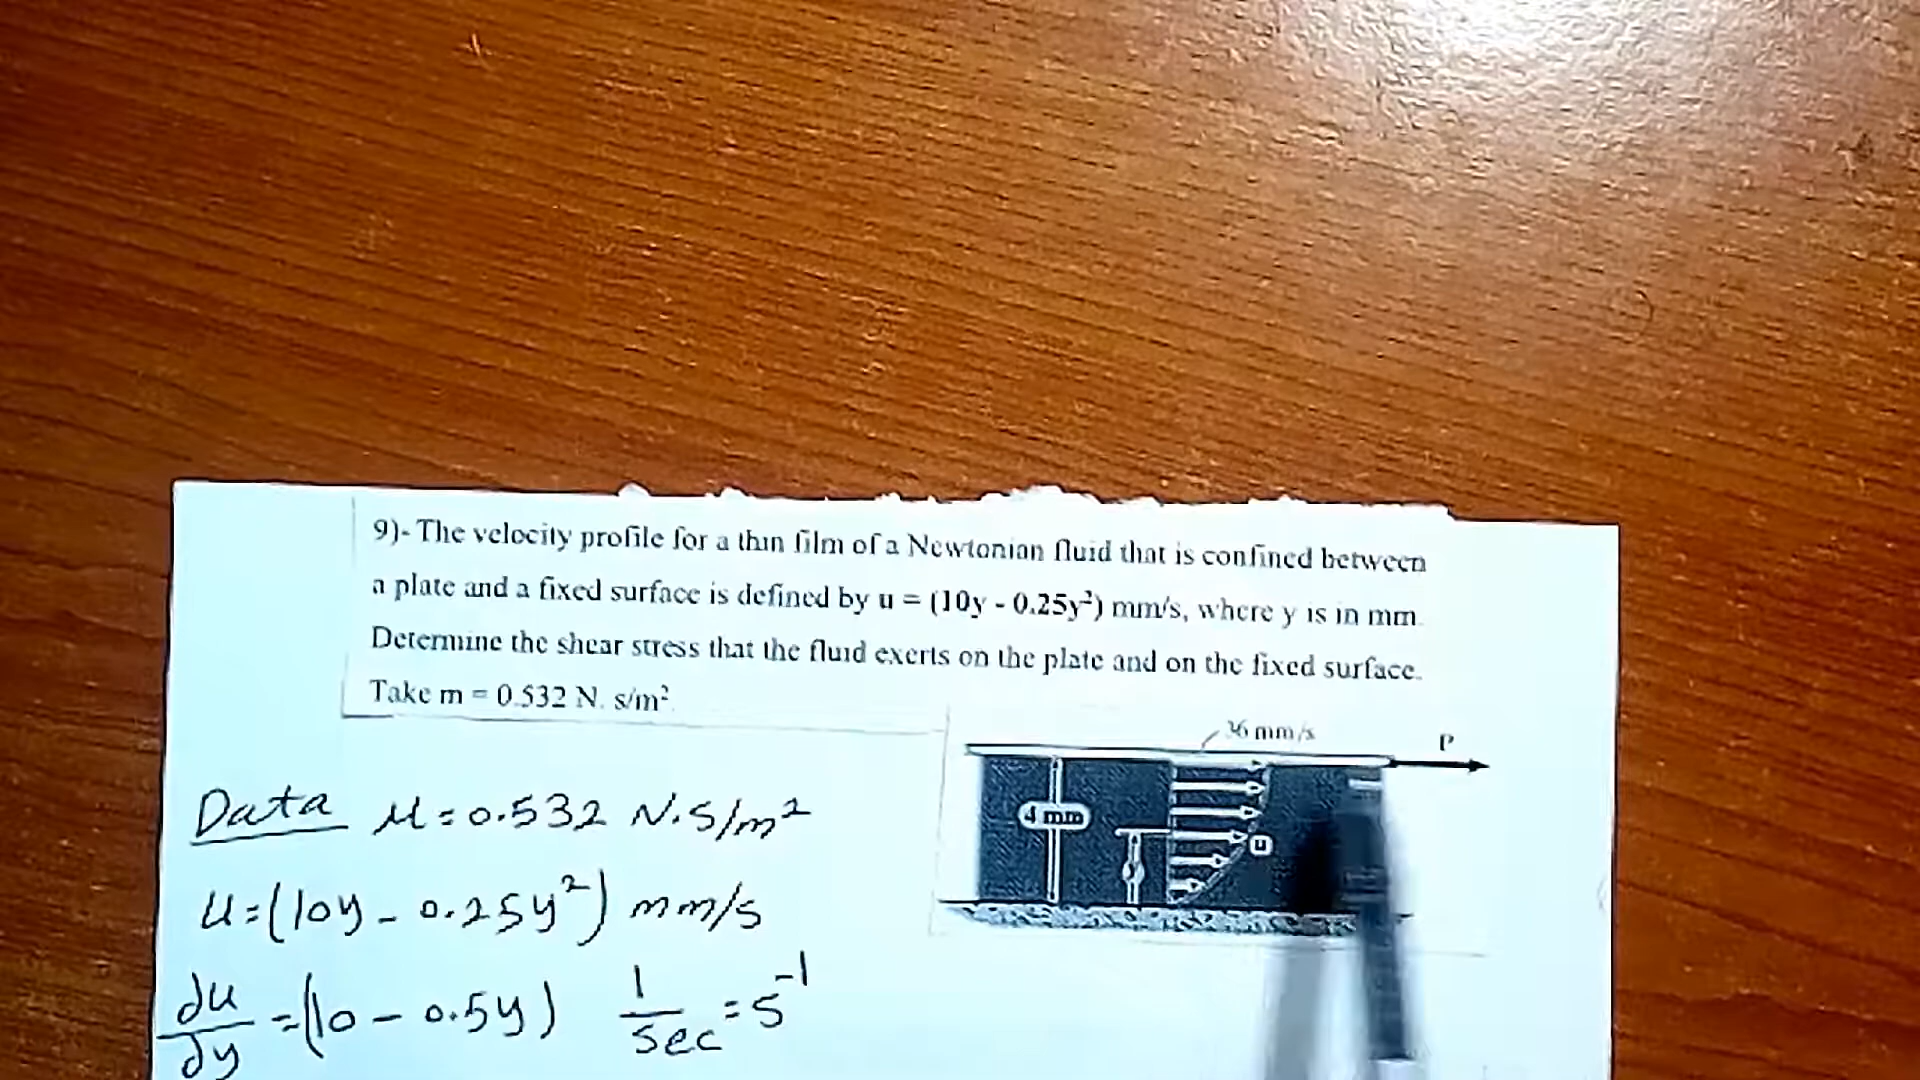 9)- The velocity profile for a thin film of a Newtonian fluid that is confined between
a plate and a fixed surface is defined by u = (10y - 0.25y²) mm/s, where y is in mm.
Determine the shear stress that the fluid exerts on the plate and on the fixed surface.
Take m = 0.532 N. s/m².
36 mm/s
P
4 mm
u
y
Data μ = 0.532 N.S/m²
u = (10y - 0.25y²) mm/s
du/dy = (10 - 0.5y) 1/sec = s⁻¹